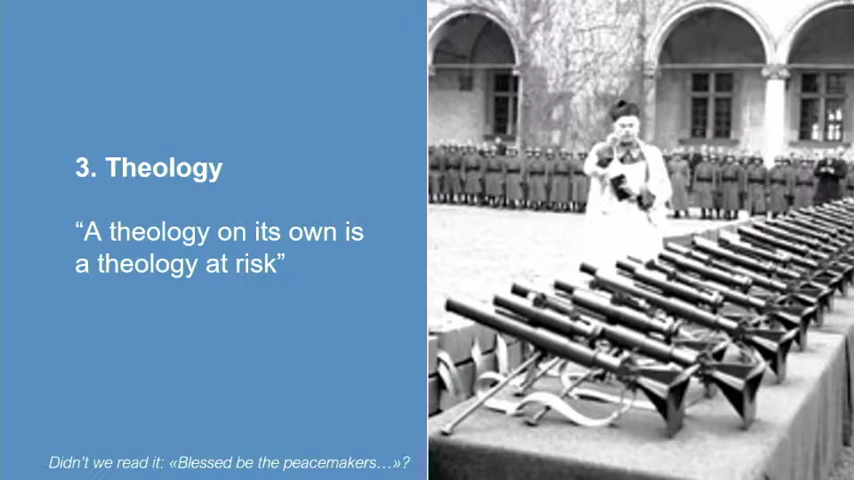 3. Theology
“A theology on its own is
a theology at risk”
Didn't we read it: «Blessed be the peacemakers...»?